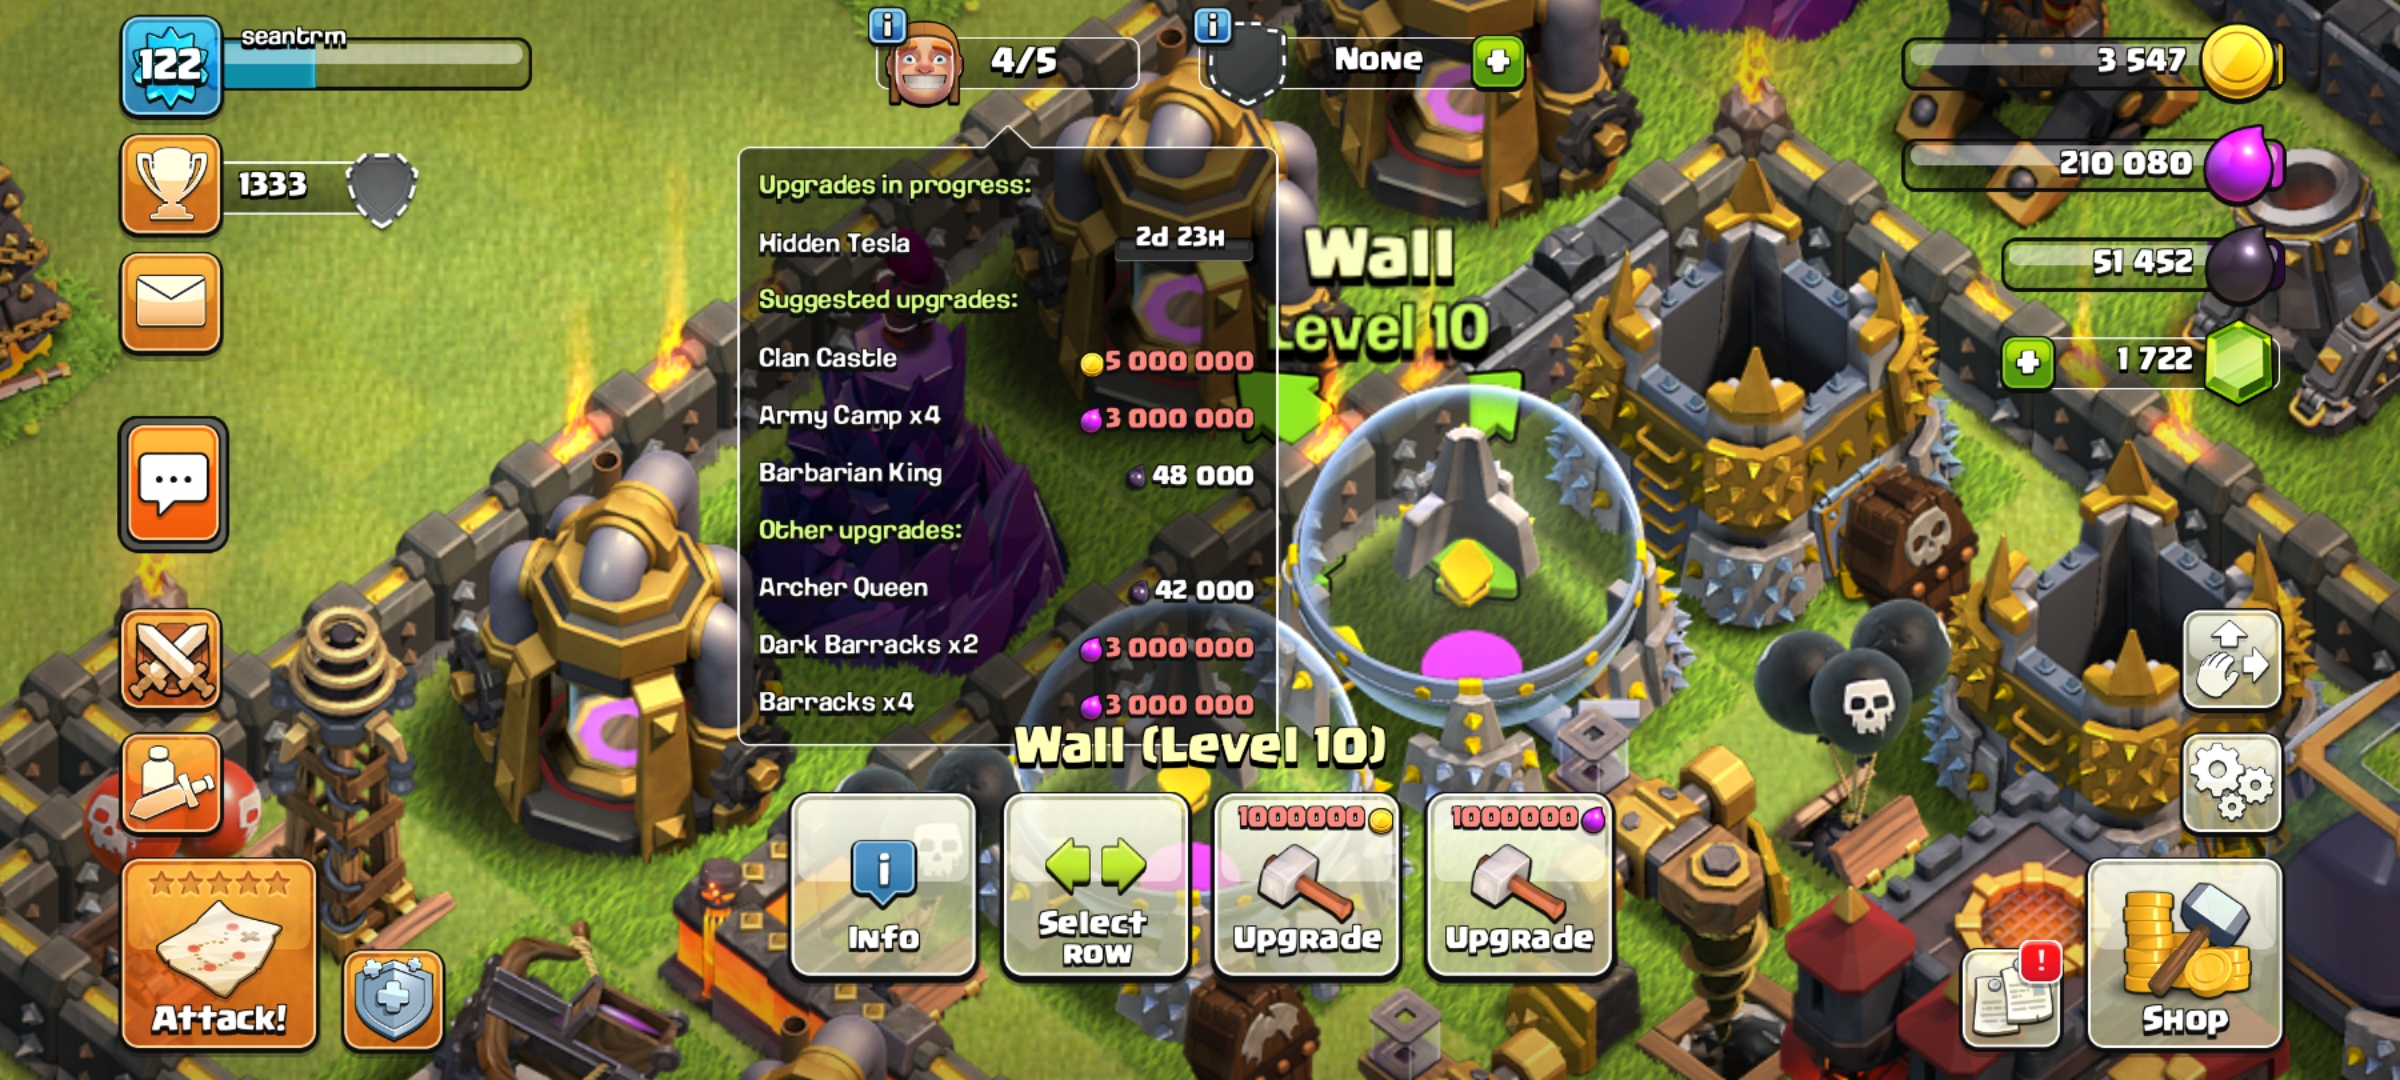 122
seantrm
4/5
None
3 547
1333
210 080
51 452
1 722
Upgrades in progress:
Hidden Tesla 2d 23h
Suggested upgrades:
Clan Castle 5 000 000
Army Camp x4 3 000 000
Barbarian King 48 000
Other upgrades:
Archer Queen 42 000
Dark Barracks x2 3 000 000
Barracks x4 3 000 000
Wall
Level 10
Wall (Level 10)
Info
Select
Row
1000000
Upgrade
1000000
Upgrade
Attack!
!
Shop